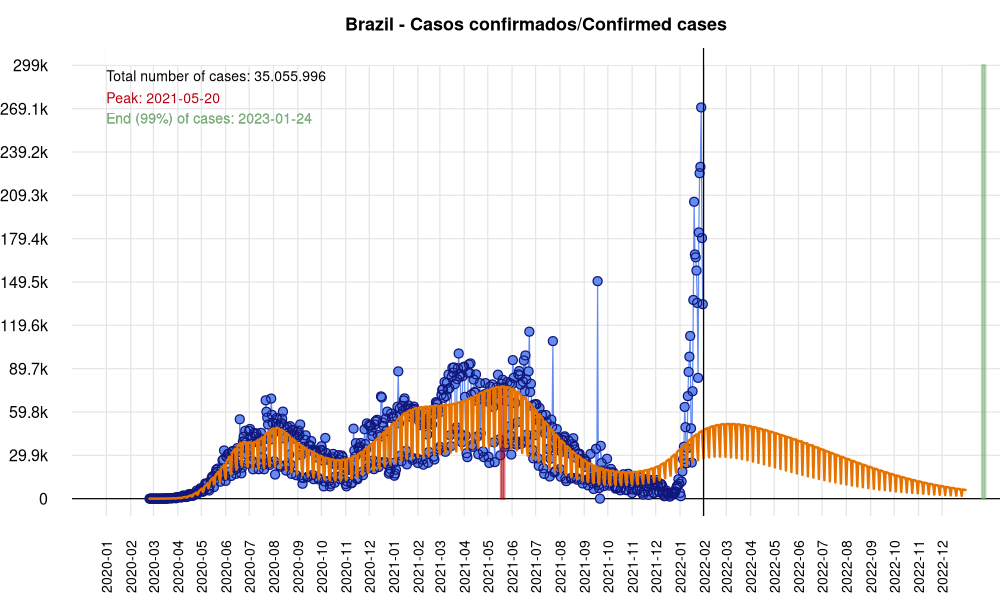 Brazil - Casos confirmados/Confirmed cases
Total number of cases: 35.055.996
Peak: 2021-05-20
End (99%) of cases: 2023-01-24
299k
269.1k
239.2k
209.3k
179.4k
149.5k
119.6k
89.7k
59.8k
29.9k
0
2020-01
2020-02
2020-03
2020-04
2020-05
2020-06
2020-07
2020-08
2020-09
2020-10
2020-11
2020-12
2021-01
2021-02
2021-03
2021-04
2021-05
2021-06
2021-07
2021-08
2021-09
2021-10
2021-11
2021-12
2022-01
2022-02
2022-03
2022-04
2022-05
2022-06
2022-07
2022-08
2022-09
2022-10
2022-11
2022-12